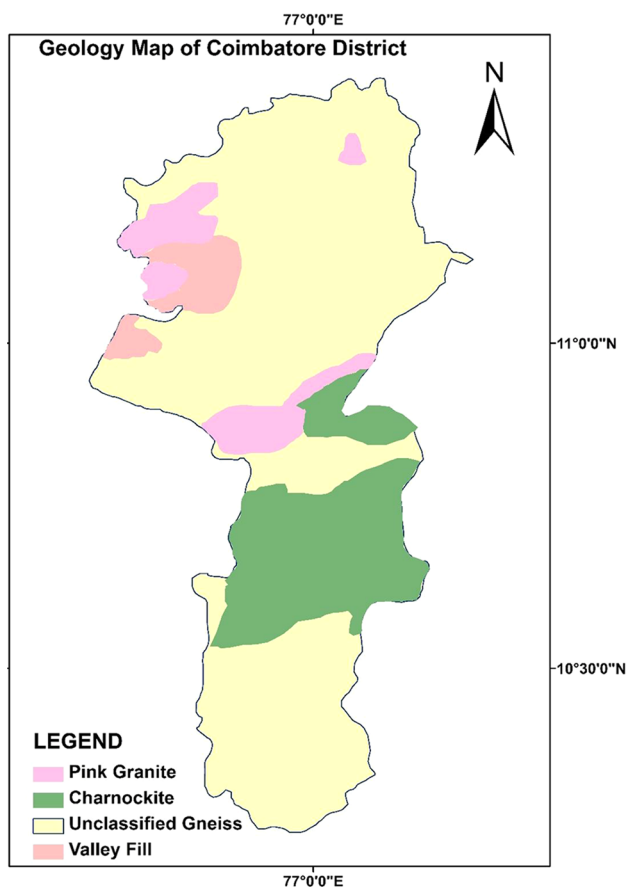 77°0'0"E
Geology Map of Coimbatore District
N
11°0'0"N
10°30'0"N
LEGEND
Pink Granite
Charnockite
Unclassified Gneiss
Valley Fill
77°0'0"E